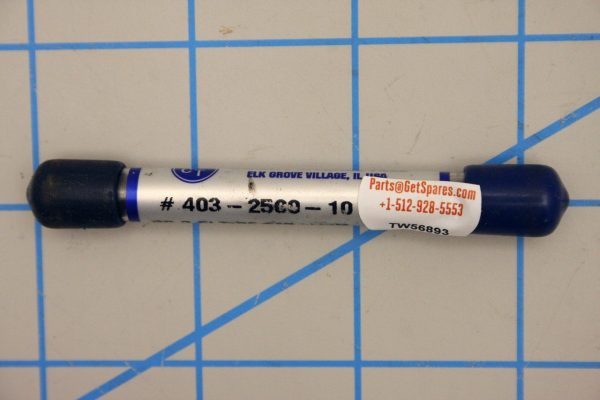 ELK GROVE VILLAGE, IL USA
# 403-2500-10
Parts@GetSpares.com
+1-512-928-5553
TW56893